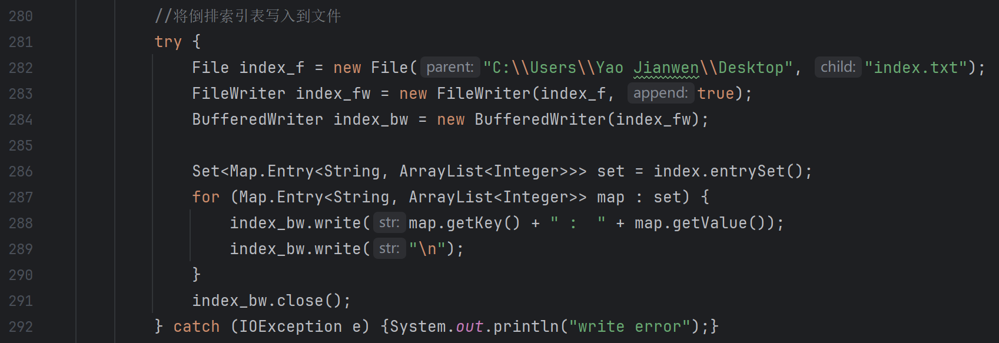 280 //将倒排索引表写入到文件
281 try {
282 File index_f = new File( parent: "C:\\Users\\Yao Jianwen\\Desktop", child: "index.txt");
283 FileWriter index_fw = new FileWriter(index_f, append: true);
284 BufferedWriter index_bw = new BufferedWriter(index_fw);
285
286 Set<Map.Entry<String, ArrayList<Integer>>> set = index.entrySet();
287 for (Map.Entry<String, ArrayList<Integer>> map : set) {
288 index_bw.write( str: map.getKey() + " :  " + map.getValue());
289 index_bw.write( str: "\n");
290 }
291 index_bw.close();
292 } catch (IOException e) {System.out.println("write error");}